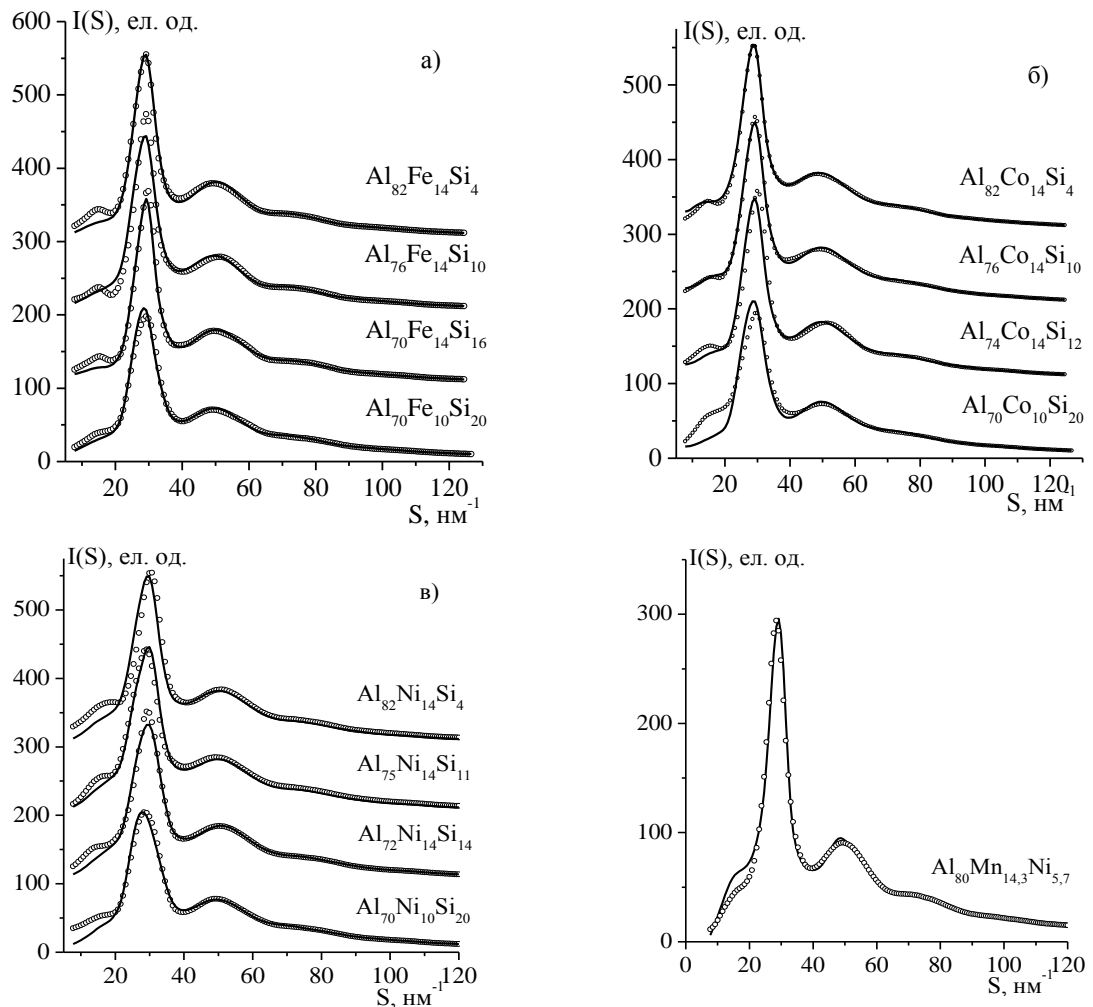 I(S), ел. од.
а)
600
500
400
300
200
100
0
Al82Fe14Si4
Al76Fe14Si10
Al70Fe14Si16
Al70Fe10Si20
20 40 60 80 100 120
S, нм-1
I(S), ел. од.
б)
500
400
300
200
100
0
Al82Co14Si4
Al76Co14Si10
Al74Co14Si12
Al70Co10Si20
20 40 60 80 100 120
S, нм-1
I(S), ел. од.
в)
500
400
300
200
100
0
Al82Ni14Si4
Al75Ni14Si11
Al72Ni14Si14
Al70Ni10Si20
20 40 60 80 100 120
S, нм-1
I(S), ел. од.
300
200
100
0
Al80Mn14,3Ni5,7
0 20 40 60 80 100 120
S, нм-1